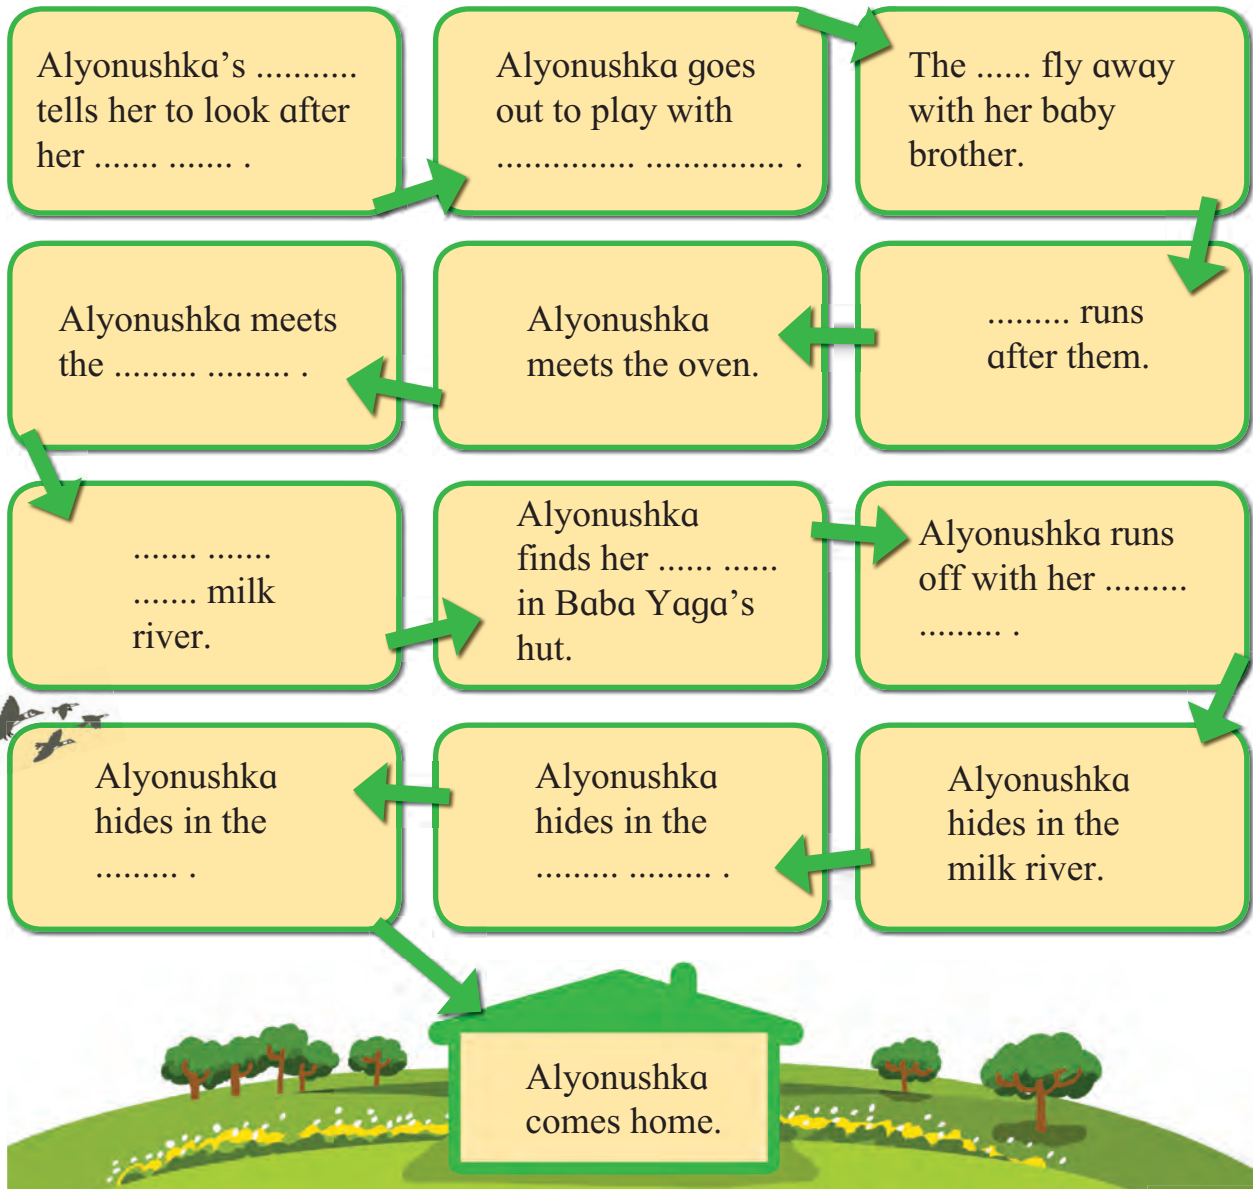 Alyonushka’s ...........
tells her to look after
her ....... ....... .
Alyonushka goes
out to play with
............... ............... .
The ...... fly away
with her baby
brother.
......... runs
after them.
Alyonushka
meets the oven.
Alyonushka meets
the ......... ......... .
....... .......
....... milk
river.
Alyonushka
finds her ...... ......
in Baba Yaga’s
hut.
Alyonushka runs
off with her .........
......... .
Alyonushka
hides in the
milk river.
Alyonushka
hides in the
......... ......... .
Alyonushka
hides in the
......... .
Alyonushka
comes home.